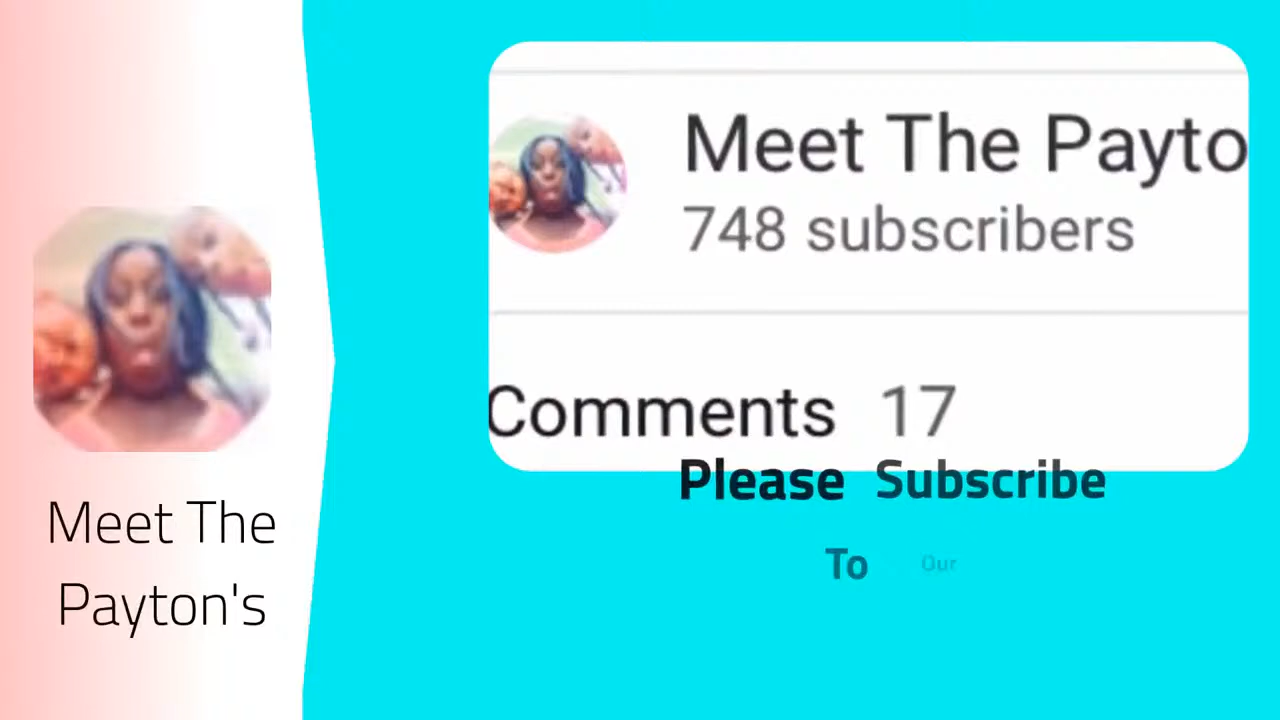 Meet The
Payton's
Meet The Payto
748 subscribers
Comments 17
Please Subscribe
To Our